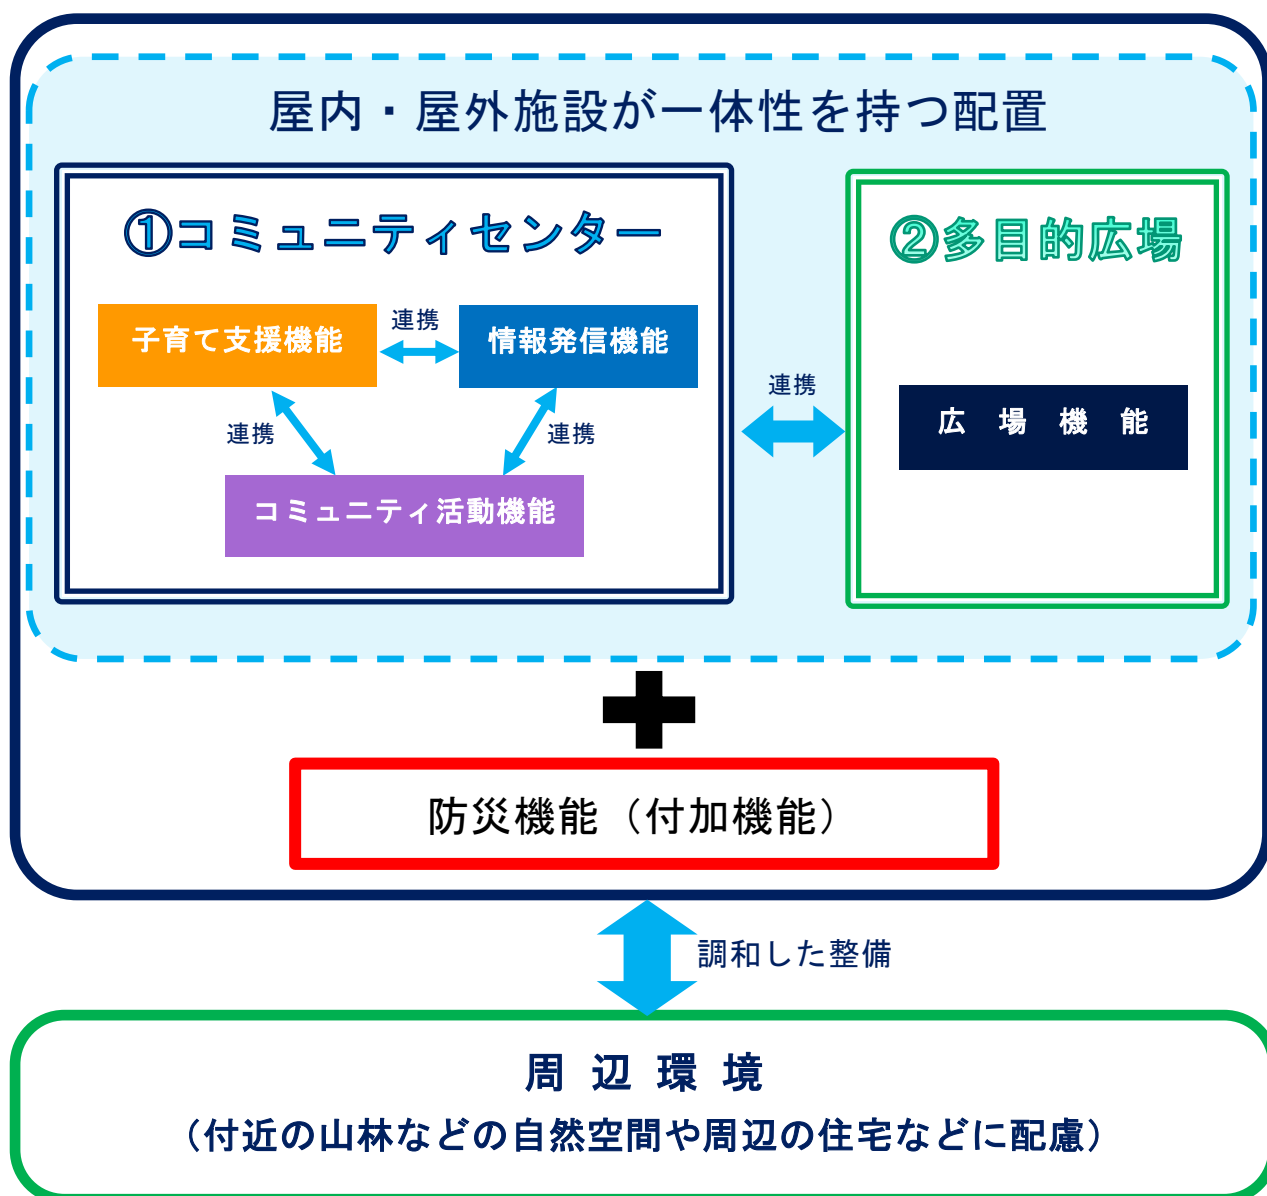 屋内・屋外施設が一体性を持つ配置
①コミュニティセンター
子育て支援機能
連携
情報発信機能
連携
連携
コミュニティ活動機能
連携
②多目的広場
広場機能
防災機能（付加機能）
調和した整備
周辺環境
（付近の山林などの自然空間や周辺の住宅などに配慮）